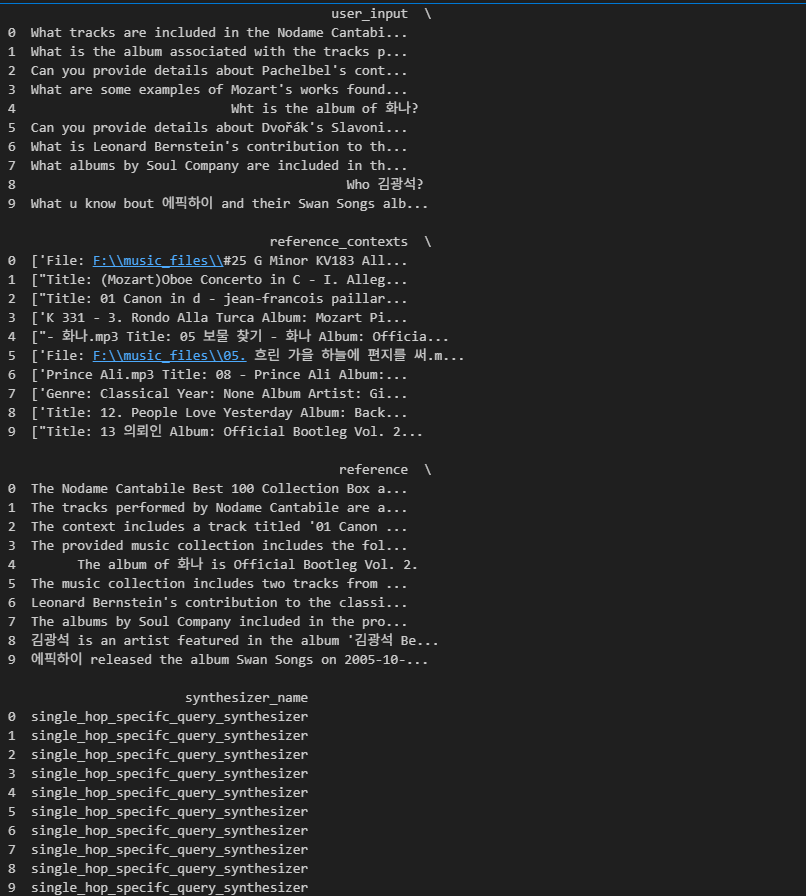 user_input \
0 What tracks are included in the Nodame Cantabi...
1 What is the album associated with the tracks p...
2 Can you provide details about Pachelbel's cont...
3 What are some examples of Mozart's works found...
4 Wht is the album of 화나?
5 Can you provide details about Dvořák's Slavoni...
6 What is Leonard Bernstein's contribution to th...
7 What albums by Soul Company are included in th...
8 Who 김광석?
9 What u know bout 에픽하이 and their Swan Songs alb...
reference_contexts \
0 ['File: F:\\music_files\\#25 G Minor KV183 All...
1 ["Title: (Mozart)Oboe Concerto in C - I. Alleg...
2 ["Title: 01 Canon in d - jean-francois paillar...
3 ['K 331 - 3. Rondo Alla Turca Album: Mozart Pi...
4 ["- 화나.mp3 Title: 05 보물 찾기 - 화나 Album: Officia...
5 ['File: F:\\music_files\\05. 흐린 가을 하늘에 편지를 써.m...
6 ['Prince Ali.mp3 Title: 08 - Prince Ali Album:...
7 ['Genre: Classical Year: None Album Artist: Gi...
8 ['Title: 12. People Love Yesterday Album: Back...
9 ["Title: 13 의뢰인 Album: Official Bootleg Vol. 2...
reference \
0 The Nodame Cantabile Best 100 Collection Box a...
1 The tracks performed by Nodame Cantabile are a...
2 The context includes a track titled '01 Canon ...
3 The provided music collection includes the fol...
4 The album of 화나 is Official Bootleg Vol. 2.
5 The music collection includes two tracks from ...
6 Leonard Bernstein's contribution to the classi...
7 The albums by Soul Company included in the pro...
8 김광석 is an artist featured in the album '김광석 Be...
9 에픽하이 released the album Swan Songs on 2005-10-...
synthesizer_name
0 single_hop_specifc_query_synthesizer
1 single_hop_specifc_query_synthesizer
2 single_hop_specifc_query_synthesizer
3 single_hop_specifc_query_synthesizer
4 single_hop_specifc_query_synthesizer
5 single_hop_specifc_query_synthesizer
6 single_hop_specifc_query_synthesizer
7 single_hop_specifc_query_synthesizer
8 single_hop_specifc_query_synthesizer
9 single_hop_specifc_query_synthesizer